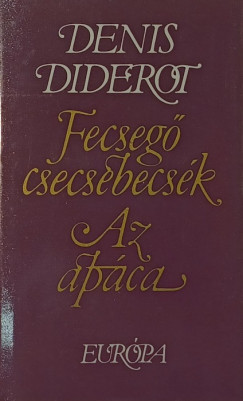 DENIS
DIDEROT
Fecsegő
csecsebecsék
Az
apáca
EURÓPA